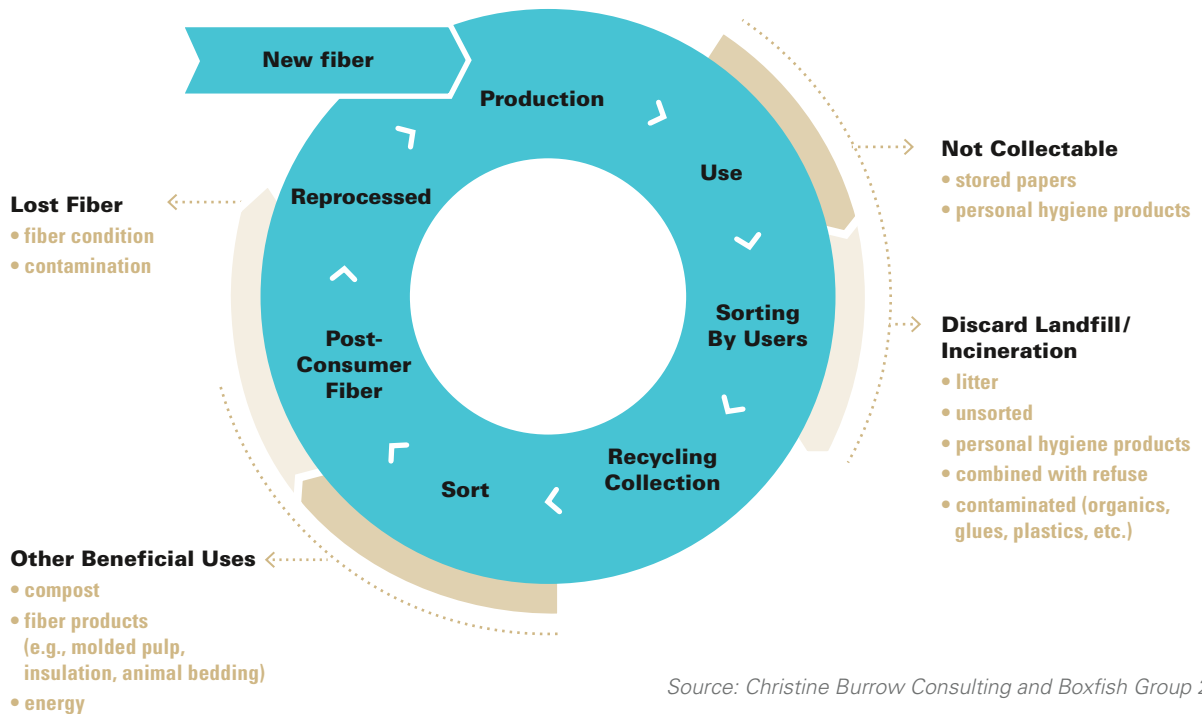 New fiber
Production
Use
Sorting
By Users
Recycling
Collection
Sort
Post-
Consumer
Fiber
Reprocessed
Not Collectable
• stored papers
• personal hygiene products
Discard Landfill/
Incineration
• litter
• unsorted
• personal hygiene products
• combined with refuse
• contaminated (organics,
glues, plastics, etc.)
Other Beneficial Uses
• compost
• fiber products
(e.g., molded pulp,
insulation, animal bedding)
• energy
Lost Fiber
• fiber condition
• contamination
Source: Christine Burrow Consulting and Boxfish Group